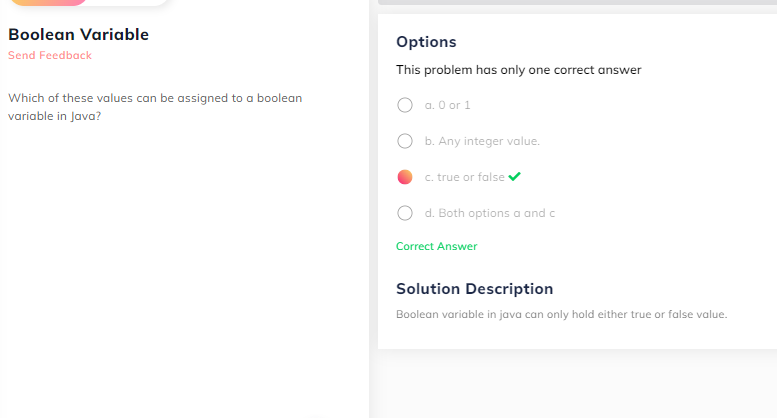 Boolean Variable
Send Feedback
Which of these values can be assigned to a boolean
variable in Java?
Options
This problem has only one correct answer
a. 0 or 1
b. Any integer value.
c. true or false
d. Both options a and c
Correct Answer
Solution Description
Boolean variable in java can only hold either true or false value.